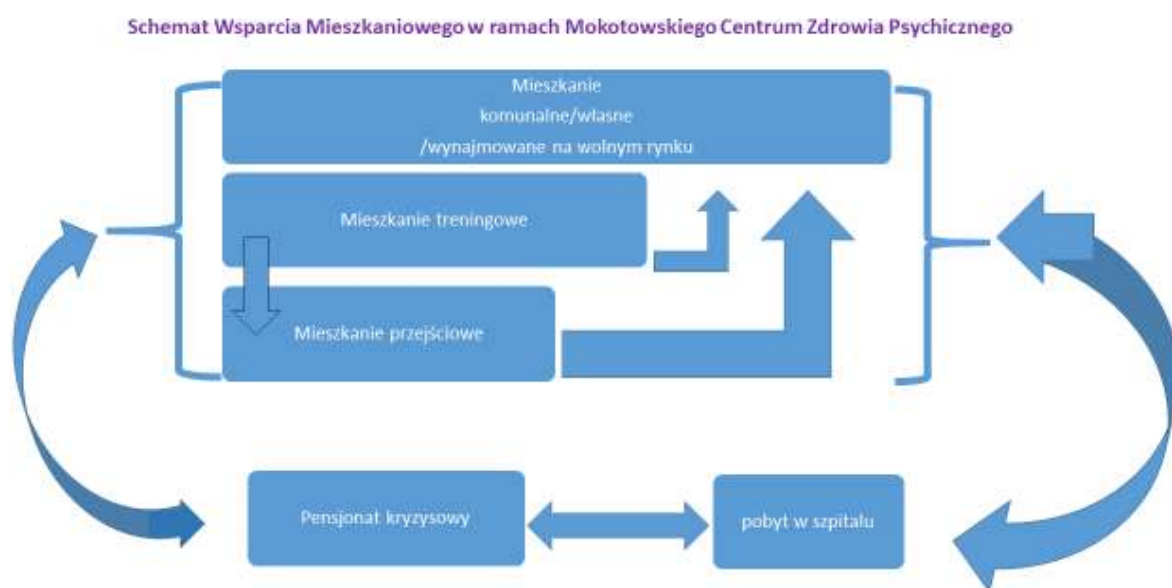 Schemat Wsparcia Mieszkaniowego w ramach Mokotowskiego Centrum Zdrowia Psychicznego
Mieszkanie
komunalne/własne
/wynajmowane na wolnym rynku
Mieszkanie treningowe
Mieszkanie przejściowe
Pensjonat kryzysowy
pobyt w szpitalu